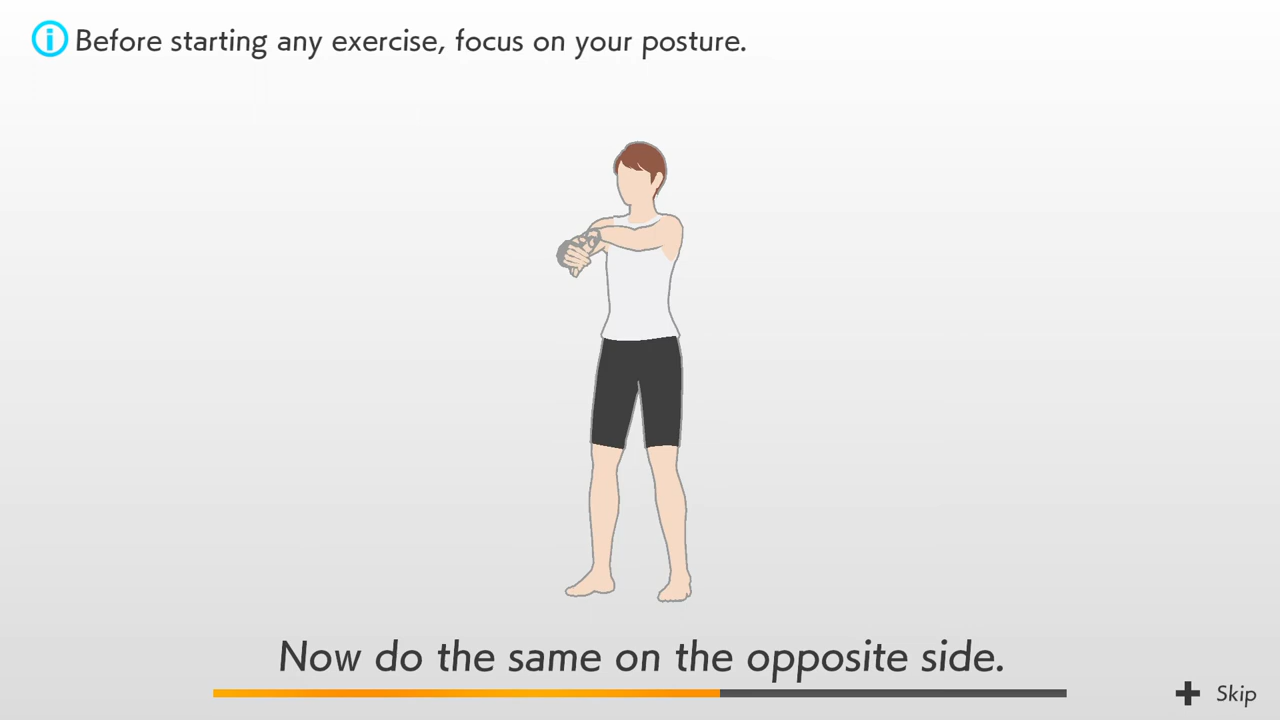 Before starting any exercise, focus on your posture.
Now do the same on the opposite side.
Skip